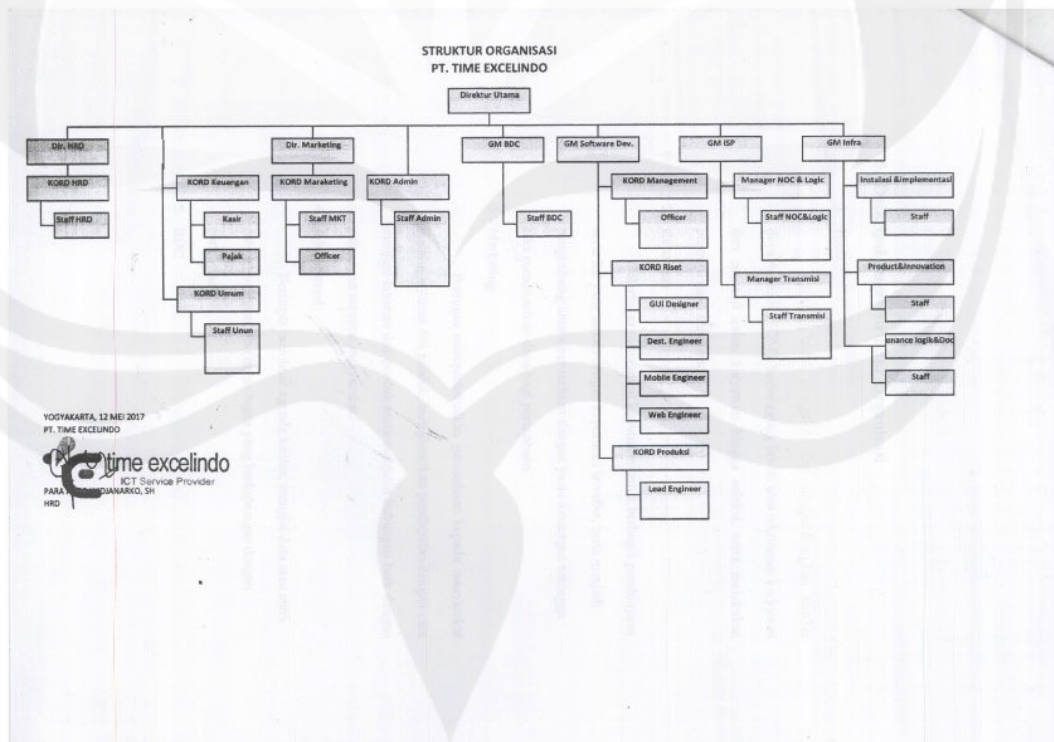 STRUKTUR ORGANISASI
PT. TIME EXCELINDO
Direktur Utama
Dir. HRD
KORD HRD
Staff HRD
KORD Keuangan
Kasir
Pajak
KORD Umum
Staff Unun
Dir. Marketing
KORD Maraketing
Staff MKT
Officer
KORD Admin
Staff Admin
GM BDC
Staff BDC
GM Software Dev.
KORD Management
Officer
KORD Riset
GUI Designer
Dest. Engineer
Mobile Engineer
Web Engineer
KORD Produksi
Lead Engineer
GM ISP
Manager NOC & Logic
Staff NOC&Logic
Manager Transmisi
Staff Transmisi
GM Infra
Instalasi &Implementasi
Staff
Product&Innovation
Staff
enance logik&Doc
Staff
YOGYAKARTA, 12 MEI 2017
PT. TIME EXCELINDO
time excelindo
ICT Service Provider
SH
HRD